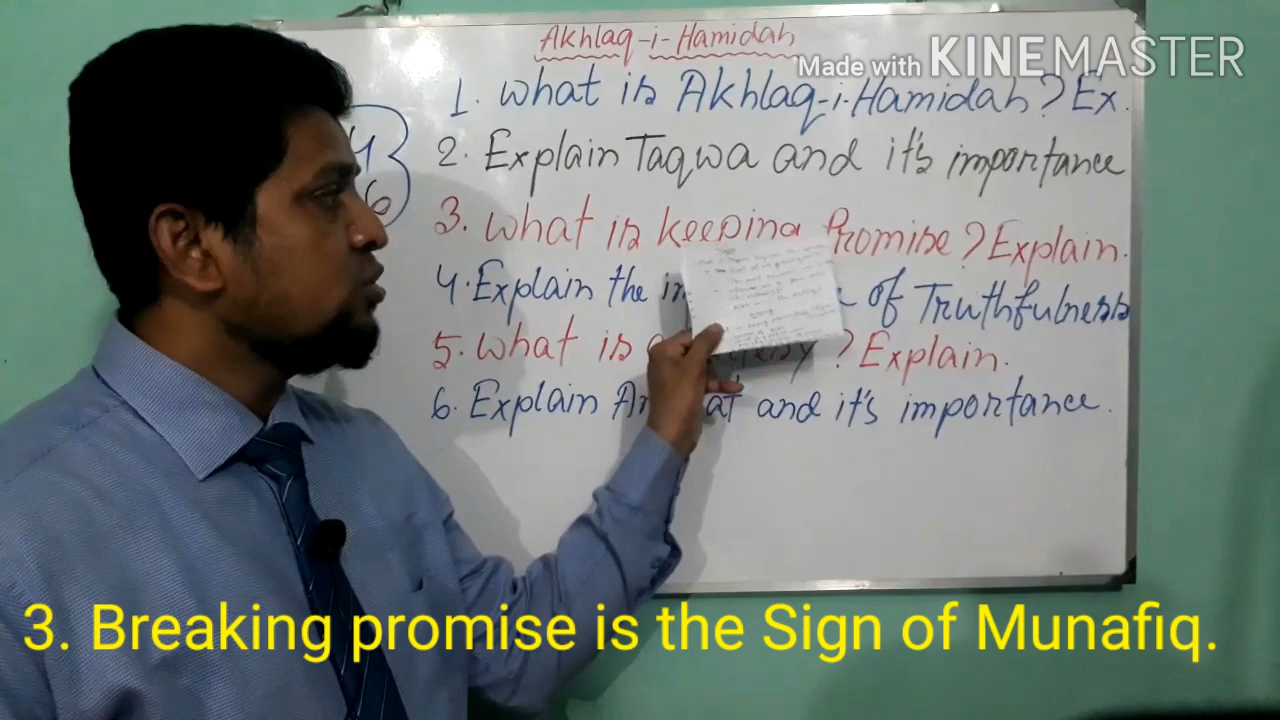 Akhlaq-i-Hamidah
Made with KINEMASTER
1. What is Akhlaq-i-Hamidah? Ex.
2. Explain Taqwa and it's importance
3. What is keeping Promise? Explain.
4. Explain the of Truthfulness
5. What is ? Explain.
6. Explain and it's importance.
4
6
3. Breaking promise is the Sign of Munafiq.